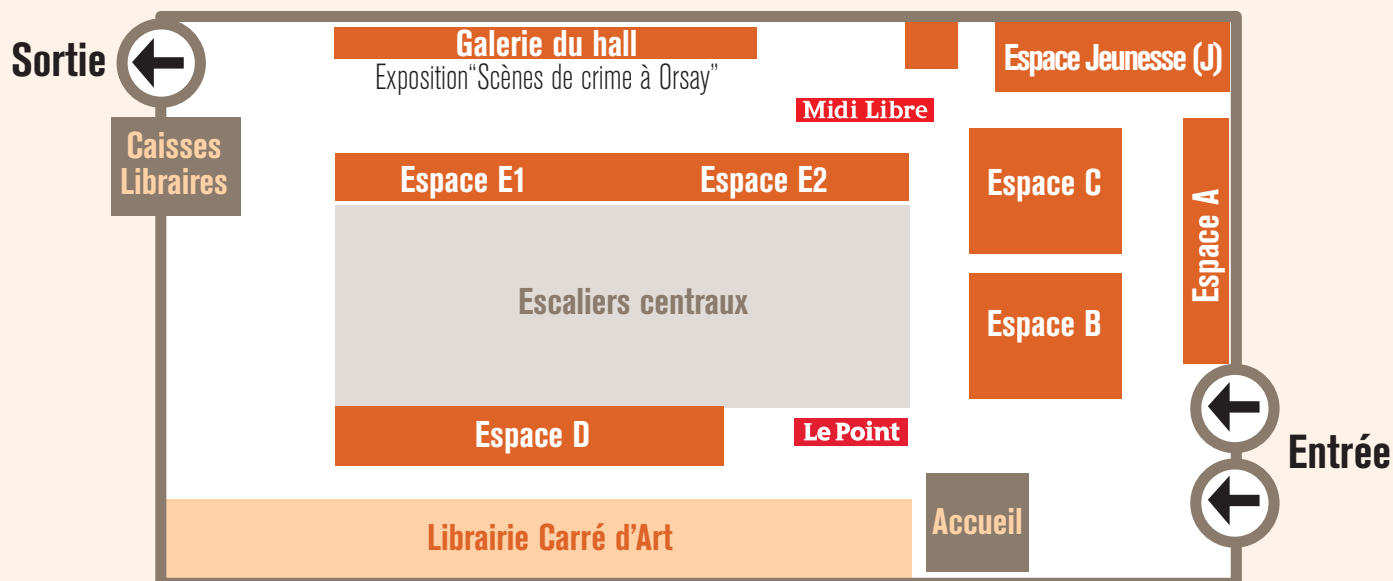 Sortie
Galerie du hall
Exposition“Scènes de crime à Orsay”
Espace Jeunesse (J)
Midi Libre
Caisses
Libraires
Espace E1
Espace E2
Espace C
Espace A
Escaliers centraux
Espace B
Espace D
Le Point
Entrée
Librairie Carré d’Art
Accueil